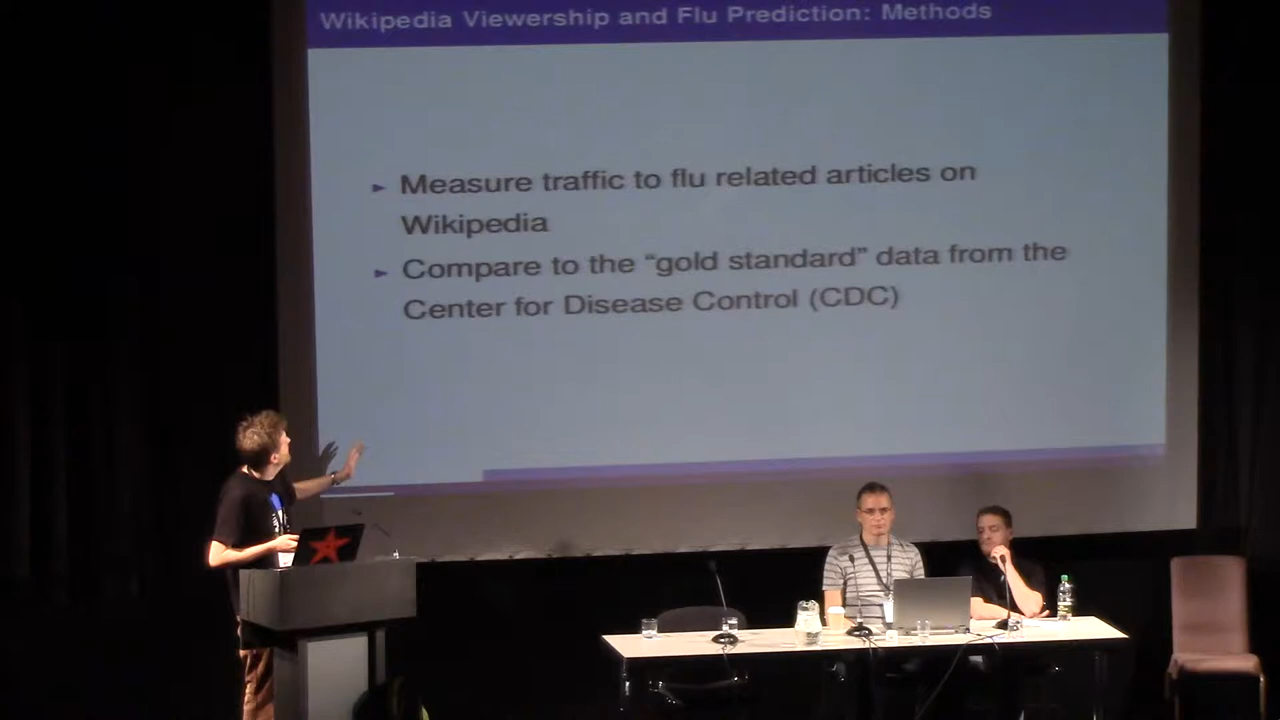 Wikipedia Viewership and Flu Prediction: Methods
Measure traffic to flu related articles on
Wikipedia
Compare to the “gold standard” data from the
Center for Disease Control (CDC)